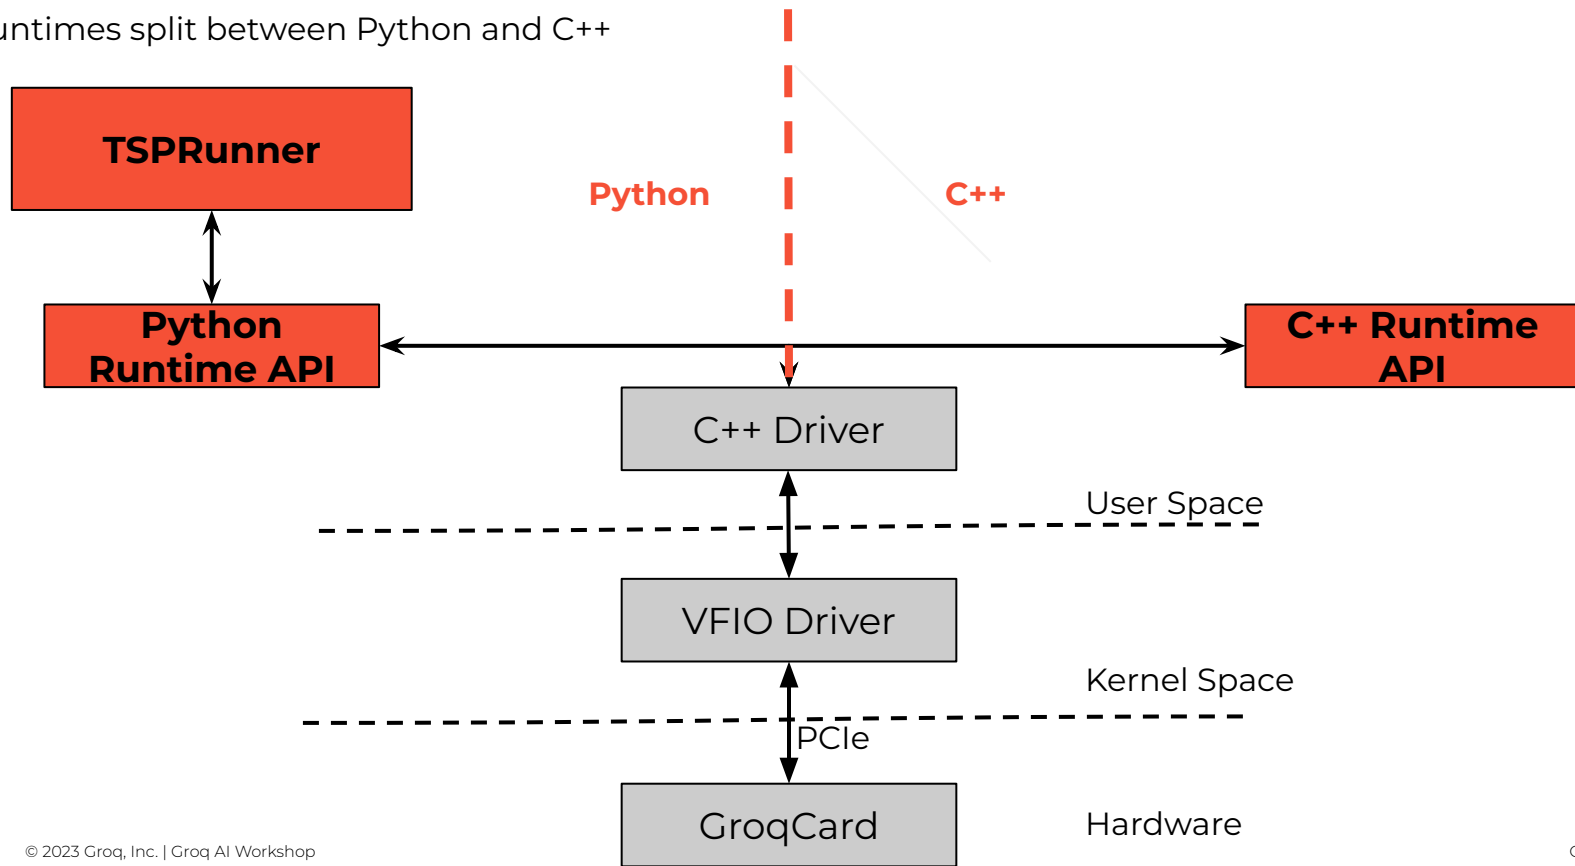 untimes split between Python and C++
TSPRunner
Python
C++
Python
Runtime API
C++ Runtime
API
C++ Driver
User Space
VFIO Driver
Kernel Space
PCIe
GroqCard
Hardware
© 2023 Groq, Inc. | Groq AI Workshop